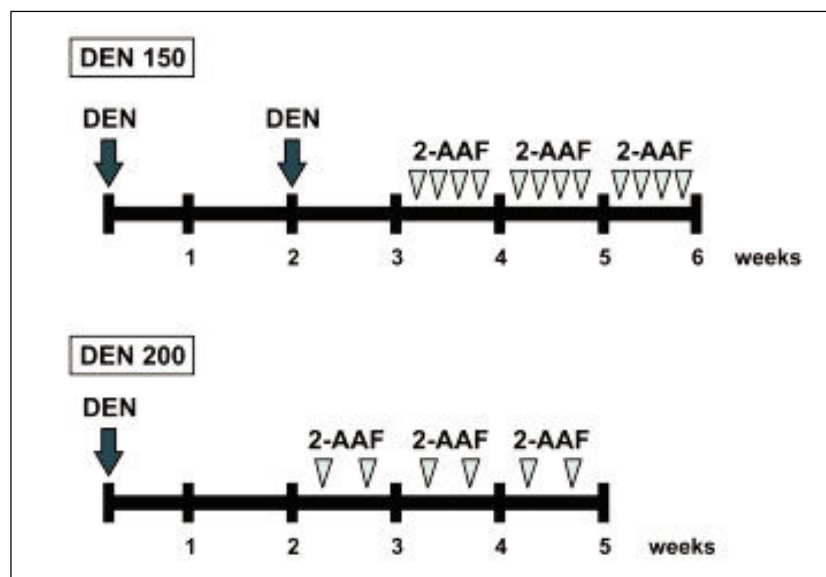 DEN 150
DEN DEN
2-AAF 2-AAF 2-AAF
1 2 3 4 5 6 weeks
DEN 200
DEN
2-AAF 2-AAF 2-AAF
1 2 3 4 5 weeks